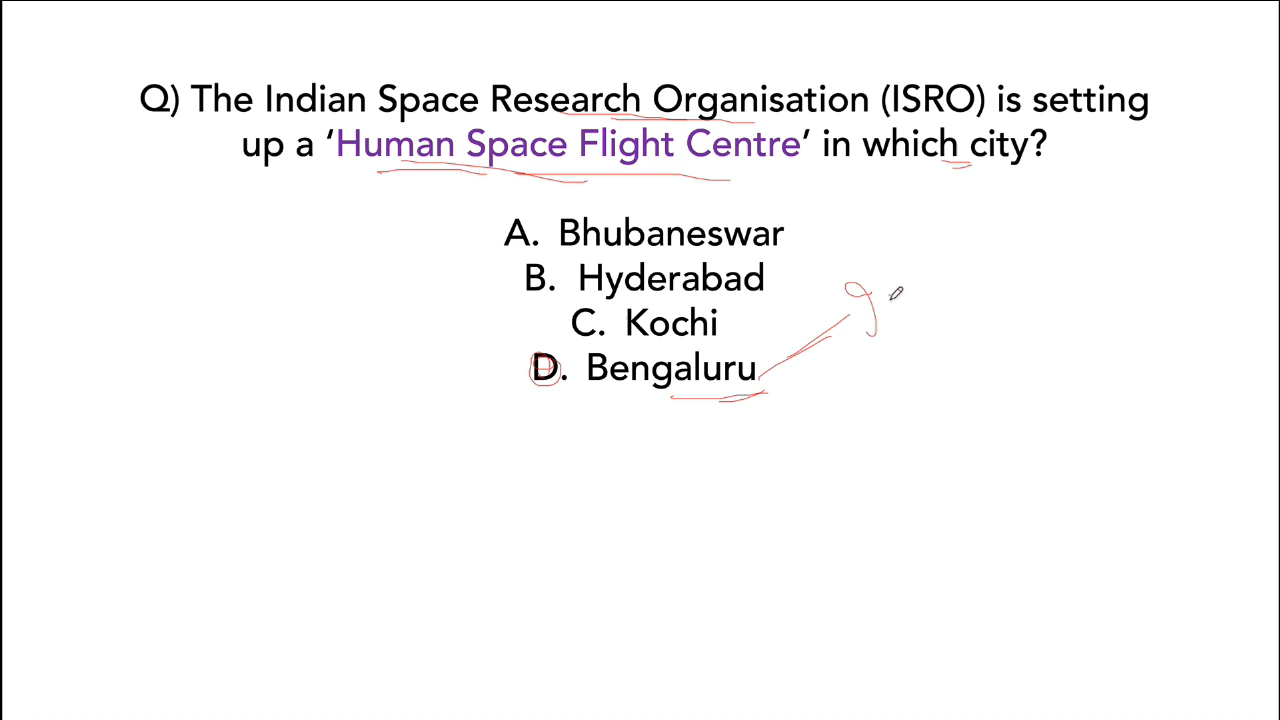 Q) The Indian Space Research Organisation (ISRO) is setting
up a ‘Human Space Flight Centre’ in which city?
A. Bhubaneswar
B. Hyderabad
C. Kochi
D. Bengaluru